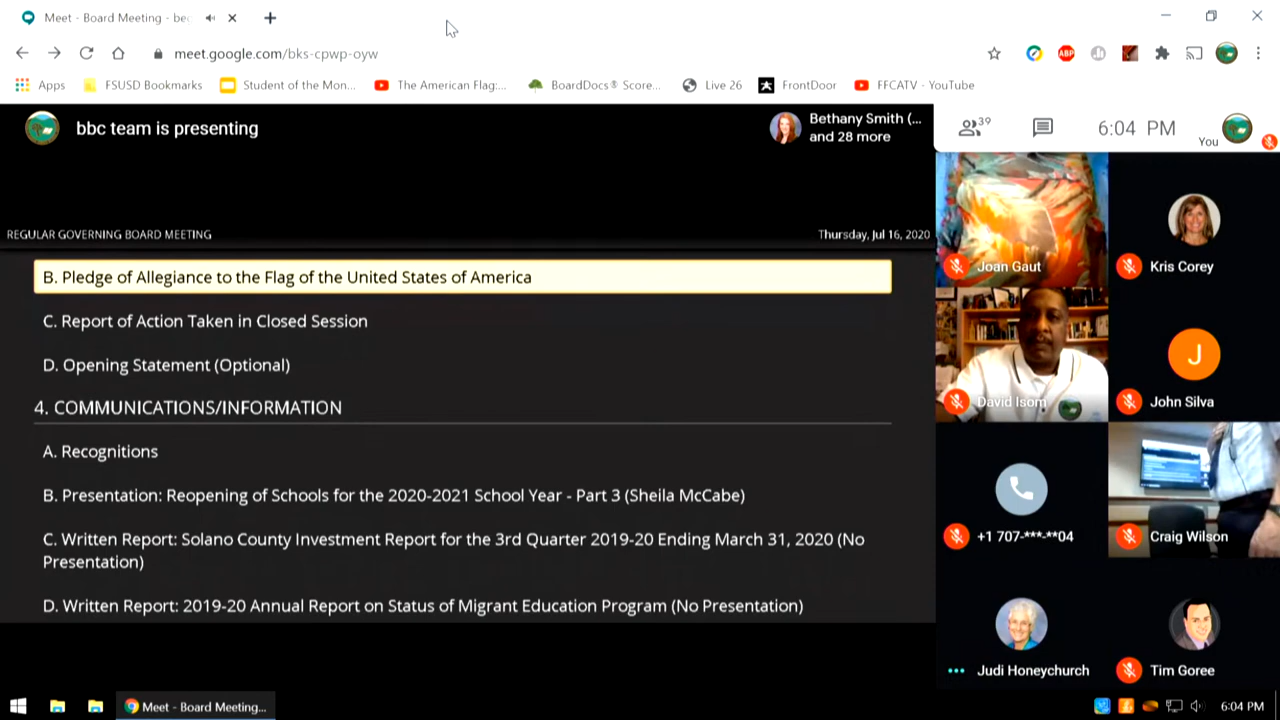 Meet - Board Meeting - be
meet.google.com/bks-cpwp-oyw
ABP
Apps
FSUSD Bookmarks
Student of the Mon...
The American Flag:...
BoardDocs® Score...
Live 26
FrontDoor
FFCATV - YouTube
bbc team is presenting
Bethany Smith (...
and 28 more
39
6:04 PM
You
REGULAR GOVERNING BOARD MEETING
Thursday, Jul 16, 2020
B. Pledge of Allegiance to the Flag of the United States of America
C. Report of Action Taken in Closed Session
D. Opening Statement (Optional)
4. COMMUNICATIONS/INFORMATION
A. Recognitions
B. Presentation: Reopening of Schools for the 2020-2021 School Year - Part 3 (Sheila McCabe)
C. Written Report: Solano County Investment Report for the 3rd Quarter 2019-20 Ending March 31, 2020 (No
Presentation)
D. Written Report: 2019-20 Annual Report on Status of Migrant Education Program (No Presentation)
Joan Gaut
Kris Corey
David Isom
J
John Silva
+1 707-***-**04
Craig Wilson
Judi Honeychurch
Tim Goree
Meet - Board Meeting...
6:04 PM